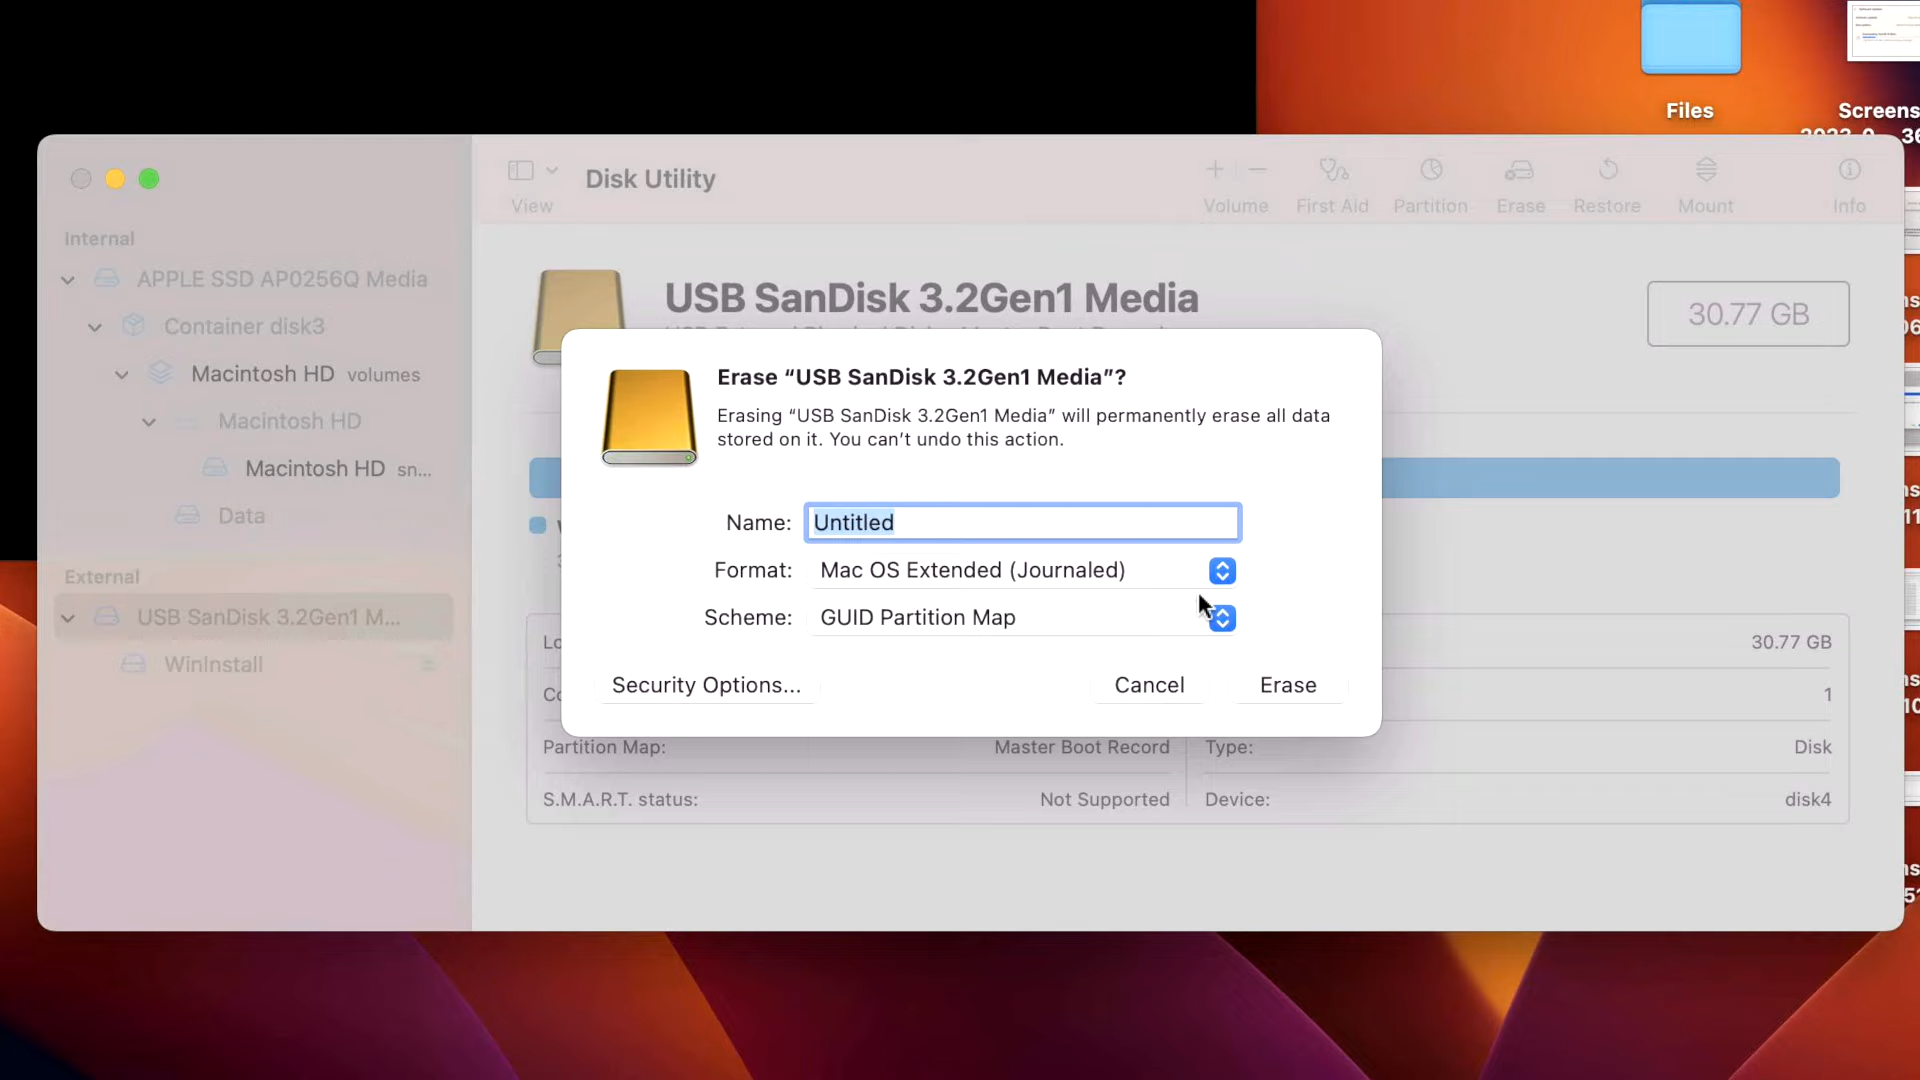 Files
Screens
Disk Utility
View
Volume
First Aid
Partition
Erase
Restore
Mount
Info
Internal
APPLE SSD AP0256Q Media
Container disk3
Macintosh HD volumes
Macintosh HD
Macintosh HD sn...
Data
External
USB SanDisk 3.2Gen1 M...
WinInstall
USB SanDisk 3.2Gen1 Media
30.77 GB
Erase “USB SanDisk 3.2Gen1 Media”?
Erasing “USB SanDisk 3.2Gen1 Media” will permanently erase all data
stored on it. You can’t undo this action.
Name: Untitled
Format: Mac OS Extended (Journaled)
Scheme: GUID Partition Map
Security Options...
Cancel
Erase
30.77 GB
1
Partition Map: Master Boot Record
Type: Disk
S.M.A.R.T. status: Not Supported
Device: disk4